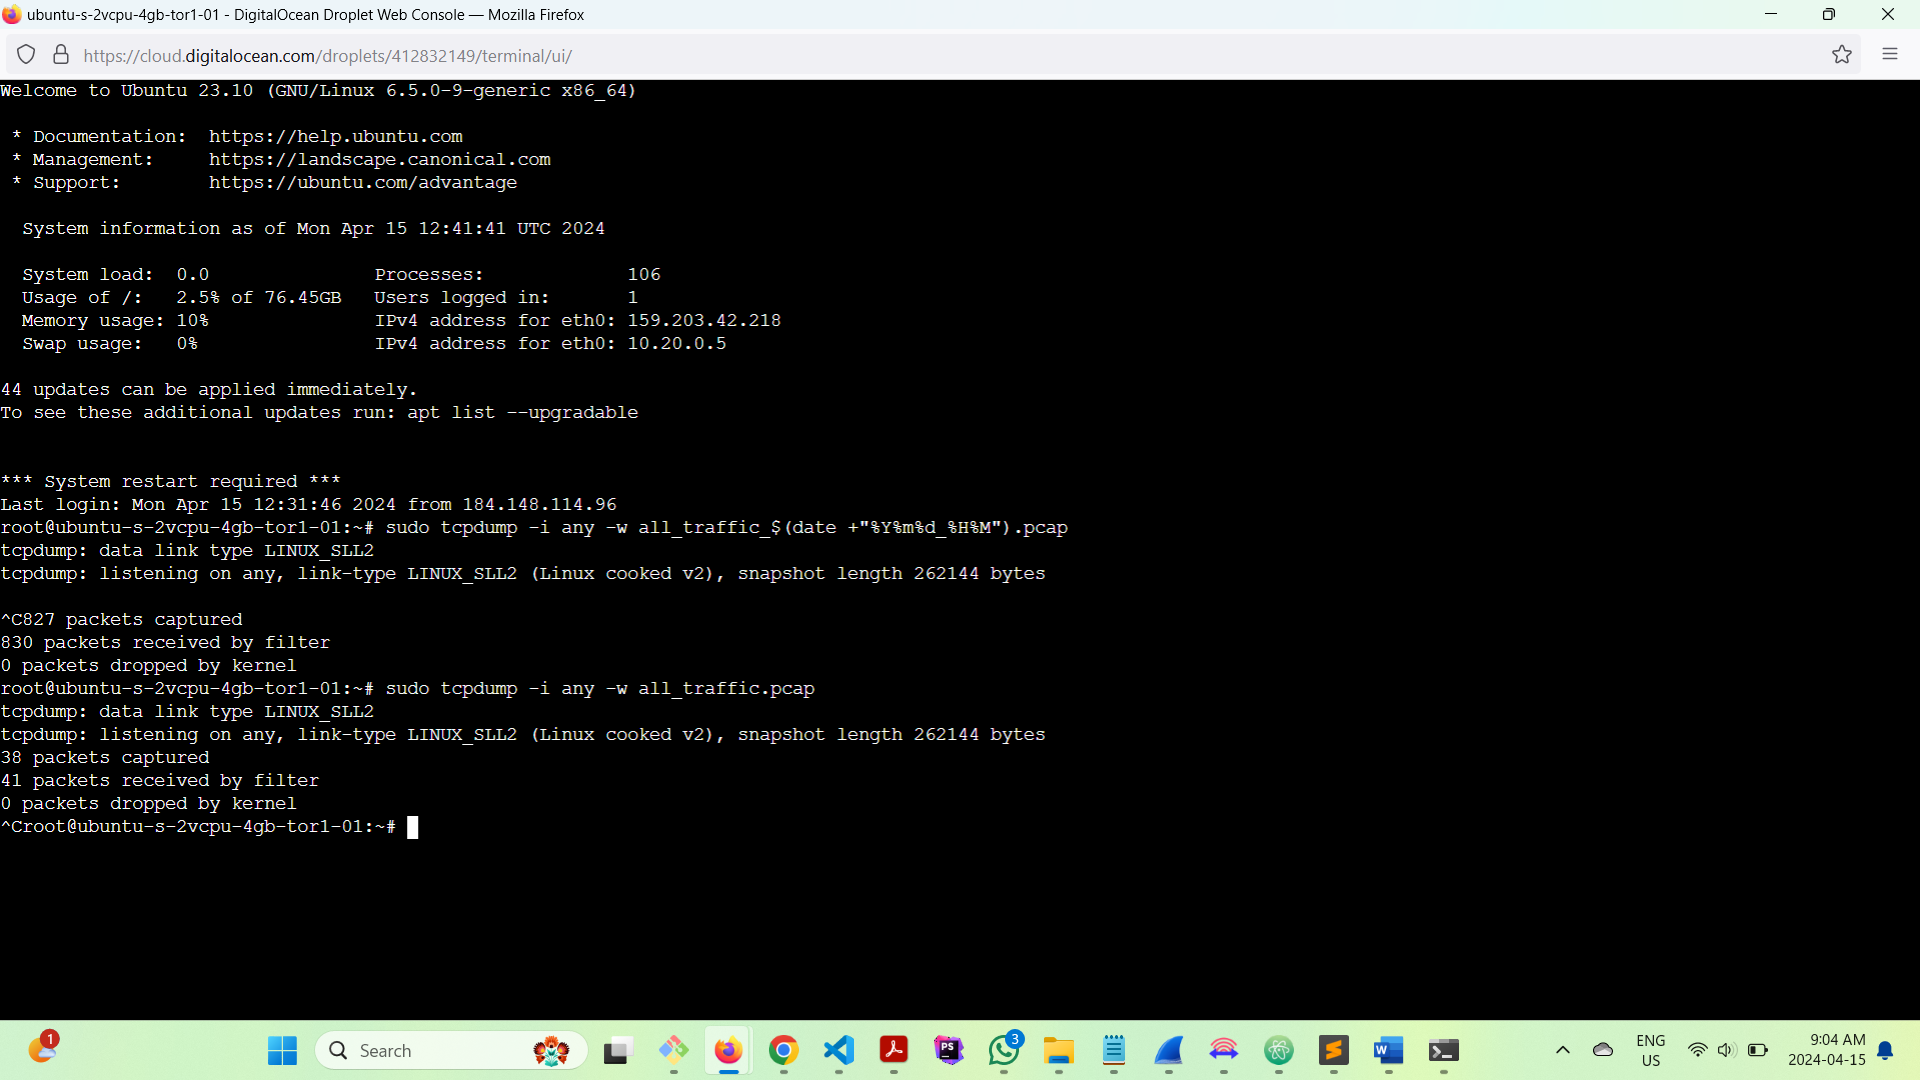 ubuntu-s-2vcpu-4gb-tor1-01 - DigitalOcean Droplet Web Console — Mozilla Firefox
https://cloud.digitalocean.com/droplets/412832149/terminal/ui/
Welcome to Ubuntu 23.10 (GNU/Linux 6.5.0-9-generic x86_64)
* Documentation:  https://help.ubuntu.com
* Management:     https://landscape.canonical.com
* Support:        https://ubuntu.com/advantage
System information as of Mon Apr 15 12:41:41 UTC 2024
System load:  0.0               Processes:             106
Usage of /:   2.5% of 76.45GB   Users logged in:       1
Memory usage: 10%               IPv4 address for eth0: 159.203.42.218
Swap usage:   0%                IPv4 address for eth0: 10.20.0.5
44 updates can be applied immediately.
To see these additional updates run: apt list --upgradable
*** System restart required ***
Last login: Mon Apr 15 12:31:46 2024 from 184.148.114.96
root@ubuntu-s-2vcpu-4gb-tor1-01:~# sudo tcpdump -i any -w all_traffic_$(date +"%Y%m%d_%H%M").pcap
tcpdump: data link type LINUX_SLL2
tcpdump: listening on any, link-type LINUX_SLL2 (Linux cooked v2), snapshot length 262144 bytes
^C827 packets captured
830 packets received by filter
0 packets dropped by kernel
root@ubuntu-s-2vcpu-4gb-tor1-01:~# sudo tcpdump -i any -w all_traffic.pcap
tcpdump: data link type LINUX_SLL2
tcpdump: listening on any, link-type LINUX_SLL2 (Linux cooked v2), snapshot length 262144 bytes
38 packets captured
41 packets received by filter
0 packets dropped by kernel
^Croot@ubuntu-s-2vcpu-4gb-tor1-01:~#
1
Search
PS
3
W
ENG
US
9:04 AM
2024-04-15